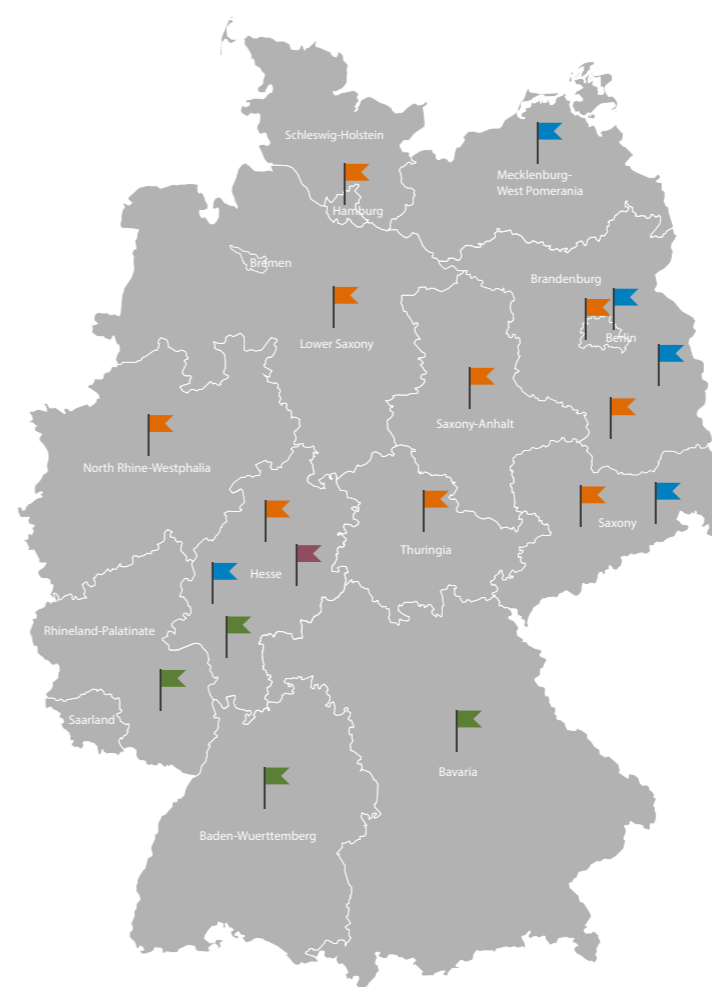 Schleswig-Holstein
Mecklenburg-
West Pomerania
Hamburg
Bremen
Brandenburg
Lower Saxony
Berlin
Saxony-Anhalt
North Rhine-Westphalia
Saxony
Thuringia
Hesse
Rhineland-Palatinate
Saarland
Bavaria
Baden-Wuerttemberg